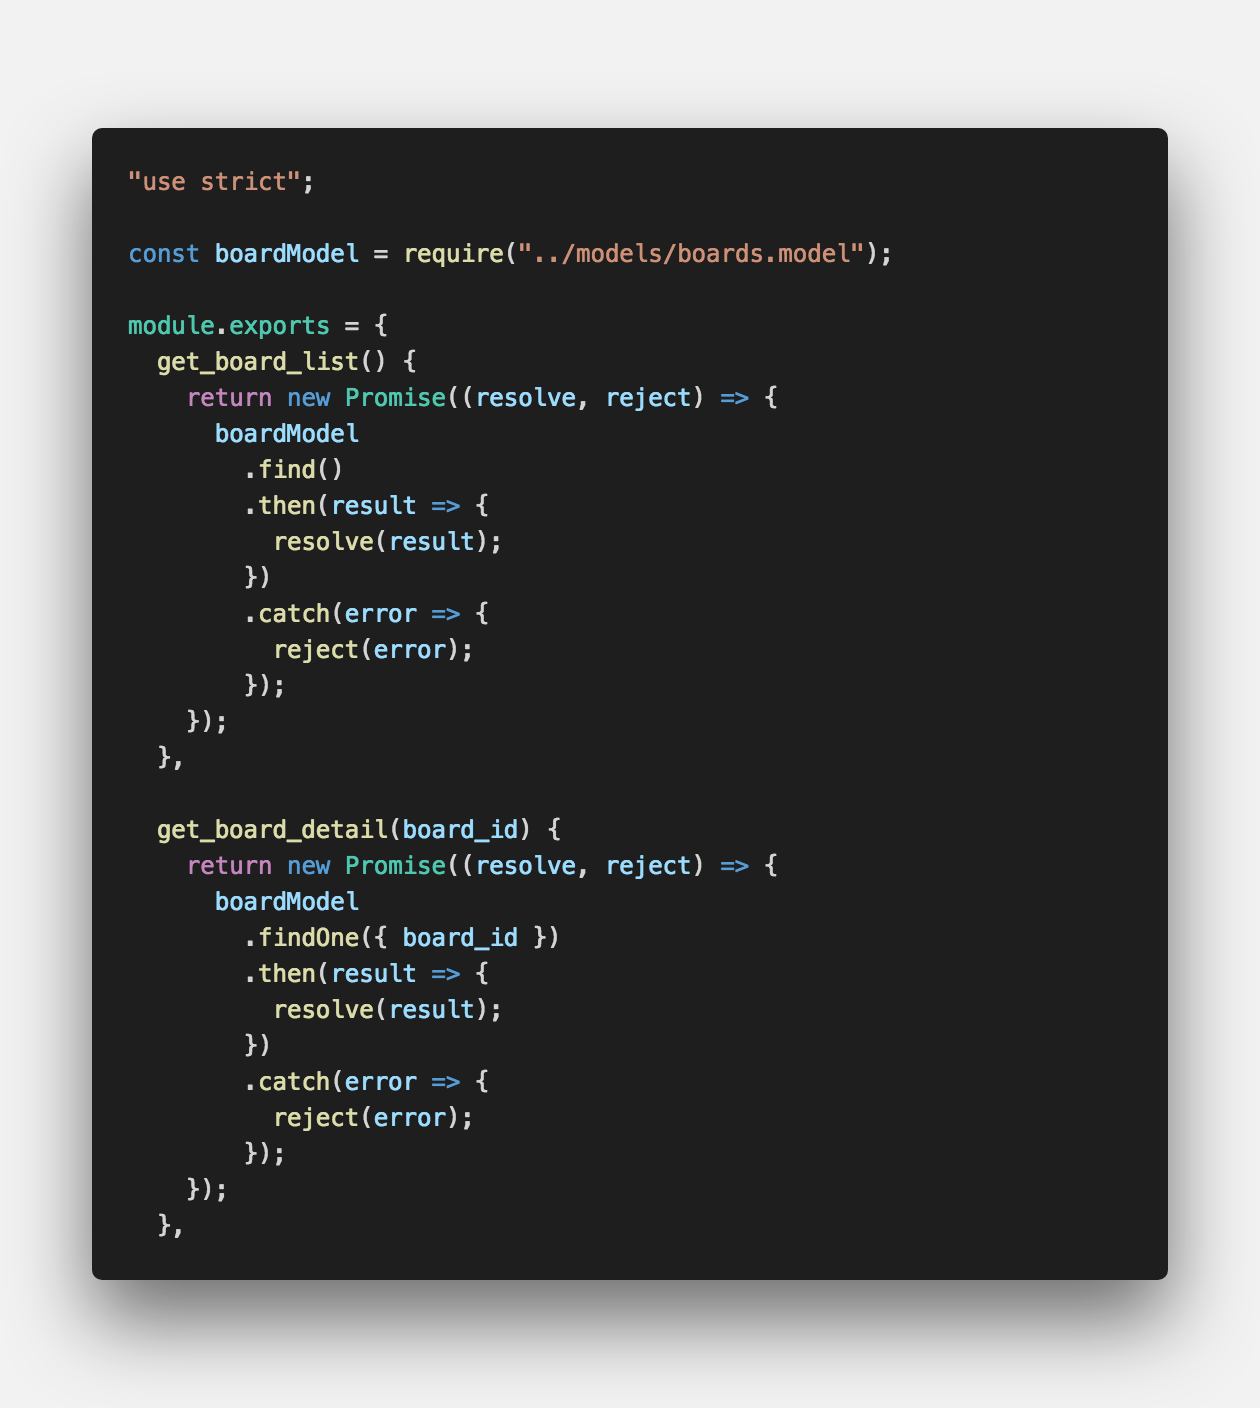 "use strict";

const boardModel = require("../models/boards.model");

module.exports = {
  get_board_list() {
    return new Promise((resolve, reject) => {
      boardModel
        .find()
        .then(result => {
          resolve(result);
        })
        .catch(error => {
          reject(error);
        });
    });
  },

  get_board_detail(board_id) {
    return new Promise((resolve, reject) => {
      boardModel
        .findOne({ board_id })
        .then(result => {
          resolve(result);
        })
        .catch(error => {
          reject(error);
        });
    });
  },